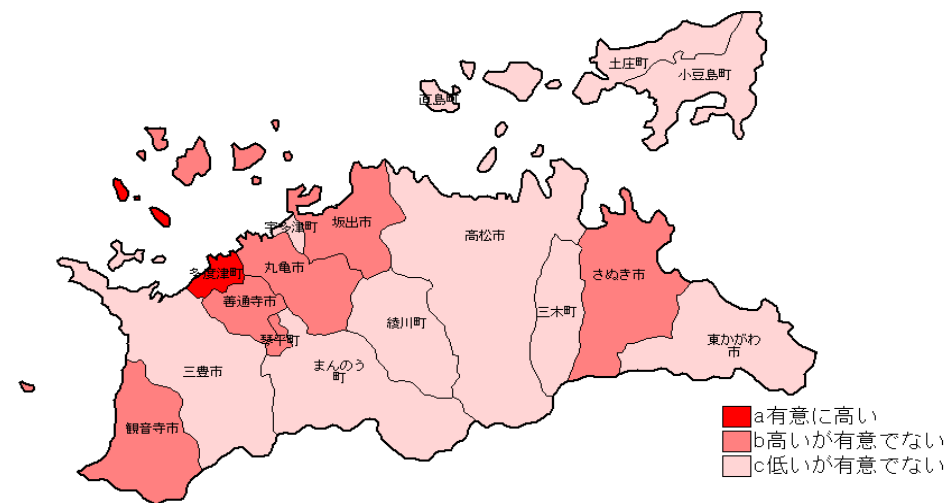 土庄町
小豆島町
直島町
宇多津町
坂出市
高松市
多度津町
丸亀市
さぬき市
善通寺市
三木町
綾川町
琴平町
東かがわ
市
まんのう
町
三豊市
観音寺市
a有意に高い
b高いが有意でない
c低いが有意でない